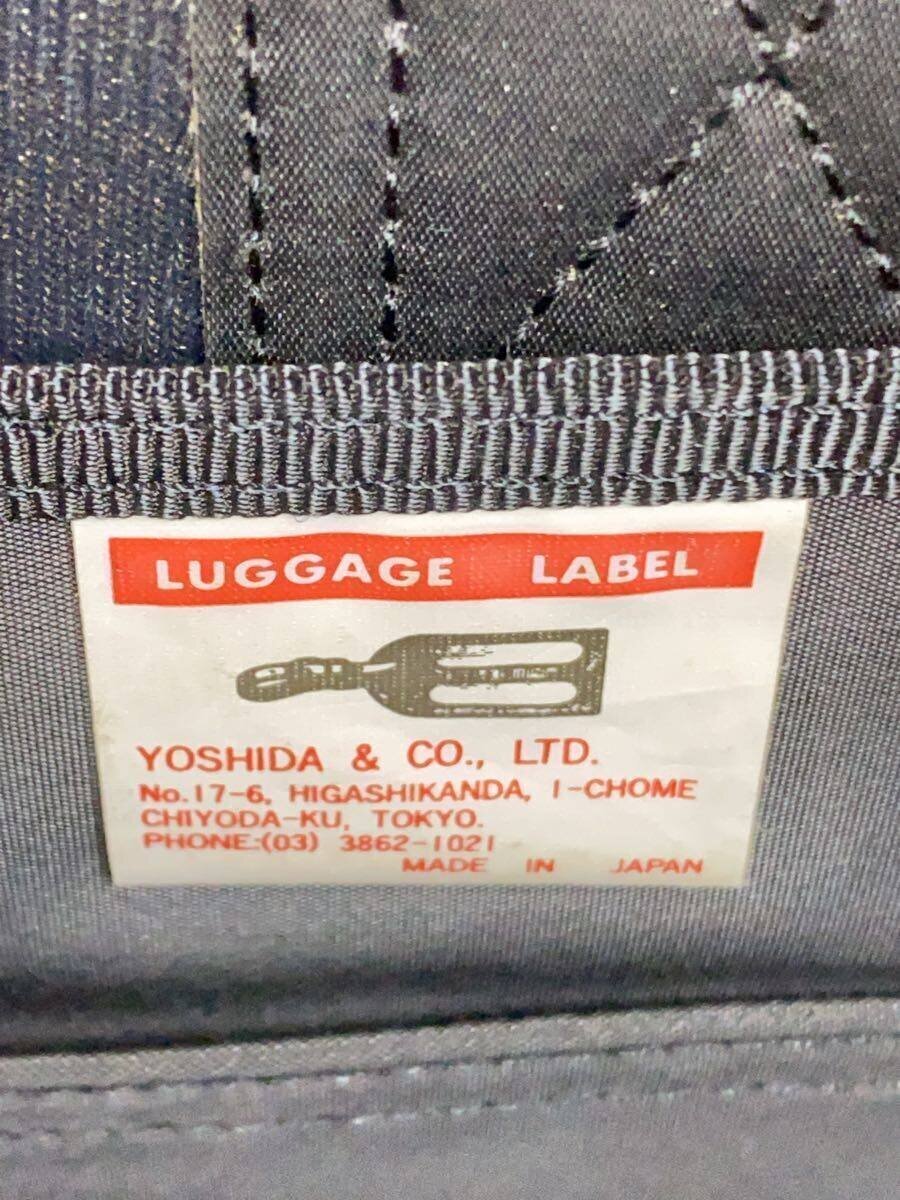 LUGGAGE LABEL
YOSHIDA & CO., LTD.
No.17-6, HIGASHIKANDA, 1-CHOME
CHIYODA-KU, TOKYO.
PHONE:(03) 3862-1021
MADE IN JAPAN